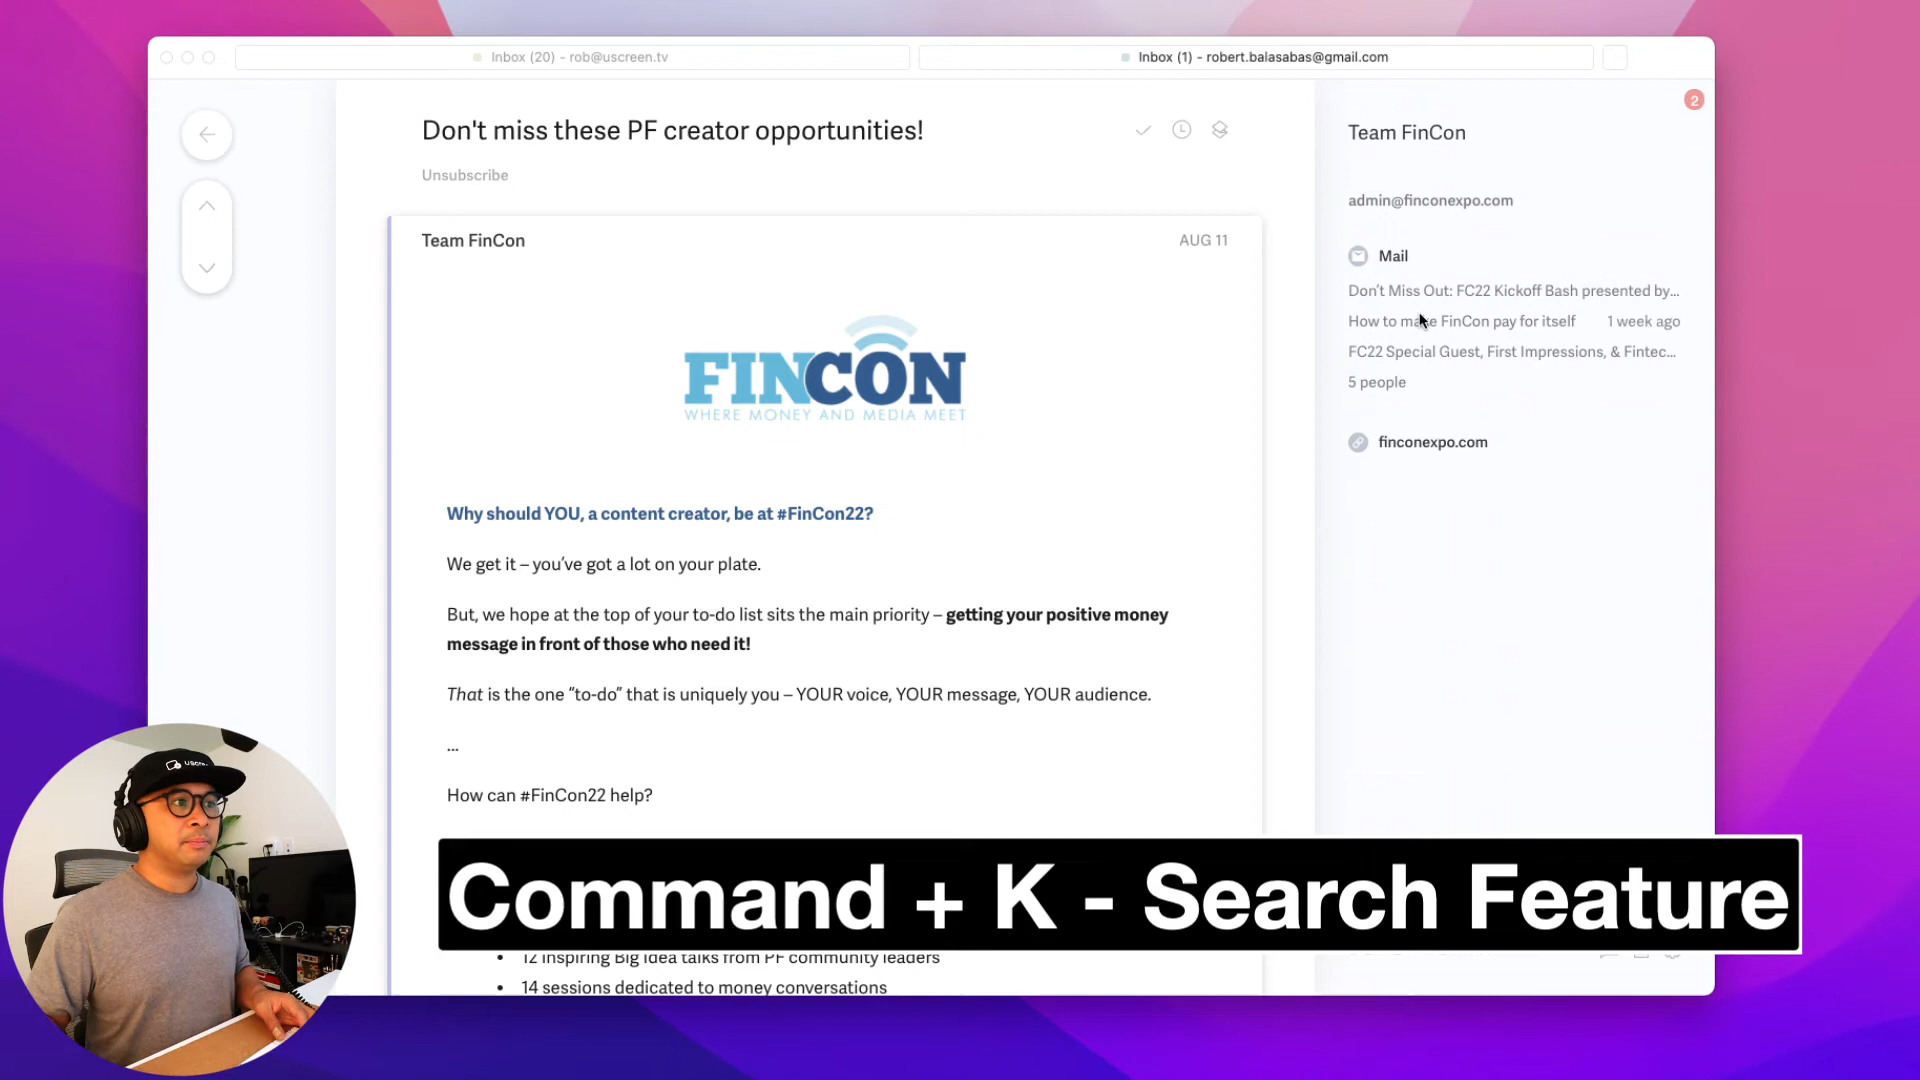 Inbox (20) - rob@uscreen.tv
Inbox (1) - robert.balasabas@gmail.com
2
Don't miss these PF creator opportunities!
Unsubscribe
Team FinCon
AUG 11
FINCON
WHERE MONEY AND MEDIA MEET
Why should YOU, a content creator, be at #FinCon22?
We get it – you've got a lot on your plate.
But, we hope at the top of your to-do list sits the main priority – getting your positive money
message in front of those who need it!
That is the one “to-do” that is uniquely you – YOUR voice, YOUR message, YOUR audience.
...
How can #FinCon22 help?
12 inspiring Big Idea talks from PF community leaders
14 sessions dedicated to money conversations
Team FinCon
admin@finconexpo.com
Mail
Don't Miss Out: FC22 Kickoff Bash presented by...
How to make FinCon pay for itself 1 week ago
FC22 Special Guest, First Impressions, & Fintec...
5 people
finconexpo.com
Command + K - Search Feature